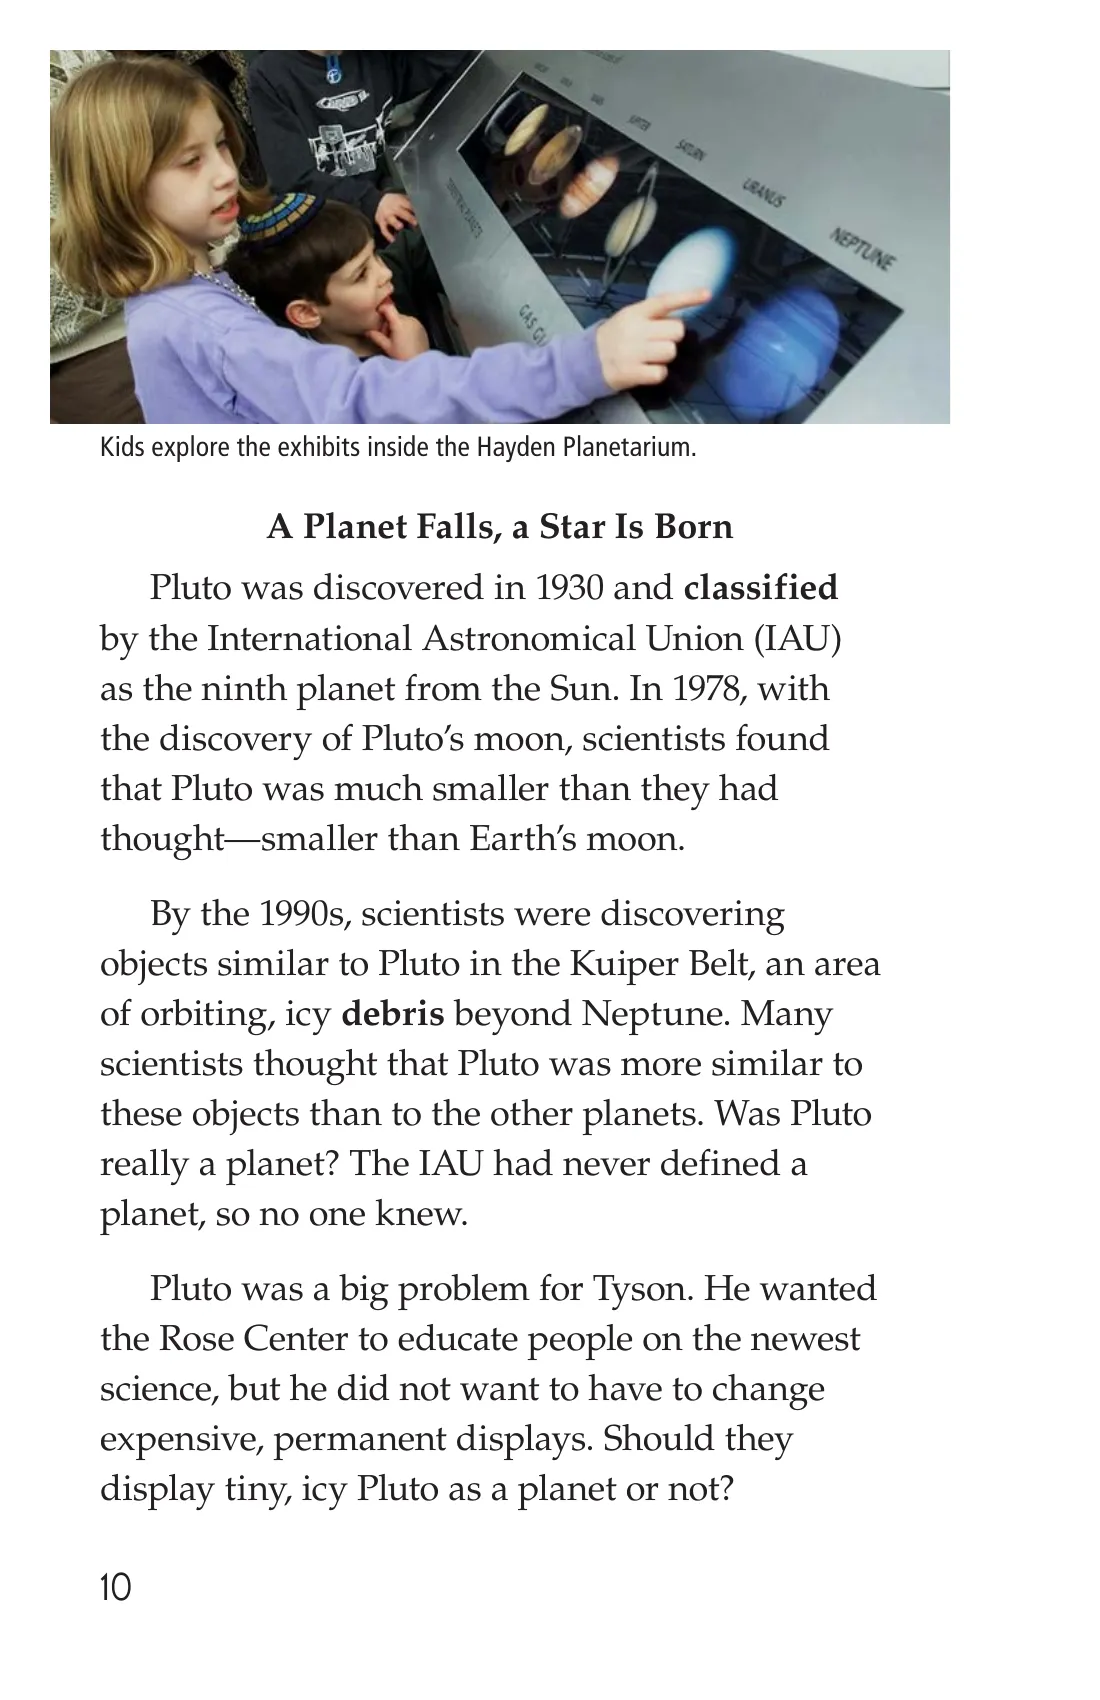 JUPITER
SATURN
URANUS
NEPTUNE
TERRESTRIAL PLANETS
GAS GI
Kids explore the exhibits inside the Hayden Planetarium.
A Planet Falls, a Star Is Born
Pluto was discovered in 1930 and classified
by the International Astronomical Union (IAU)
as the ninth planet from the Sun. In 1978, with
the discovery of Pluto’s moon, scientists found
that Pluto was much smaller than they had
thought—smaller than Earth’s moon.
By the 1990s, scientists were discovering
objects similar to Pluto in the Kuiper Belt, an area
of orbiting, icy debris beyond Neptune. Many
scientists thought that Pluto was more similar to
these objects than to the other planets. Was Pluto
really a planet? The IAU had never defined a
planet, so no one knew.
Pluto was a big problem for Tyson. He wanted
the Rose Center to educate people on the newest
science, but he did not want to have to change
expensive, permanent displays. Should they
display tiny, icy Pluto as a planet or not?
10